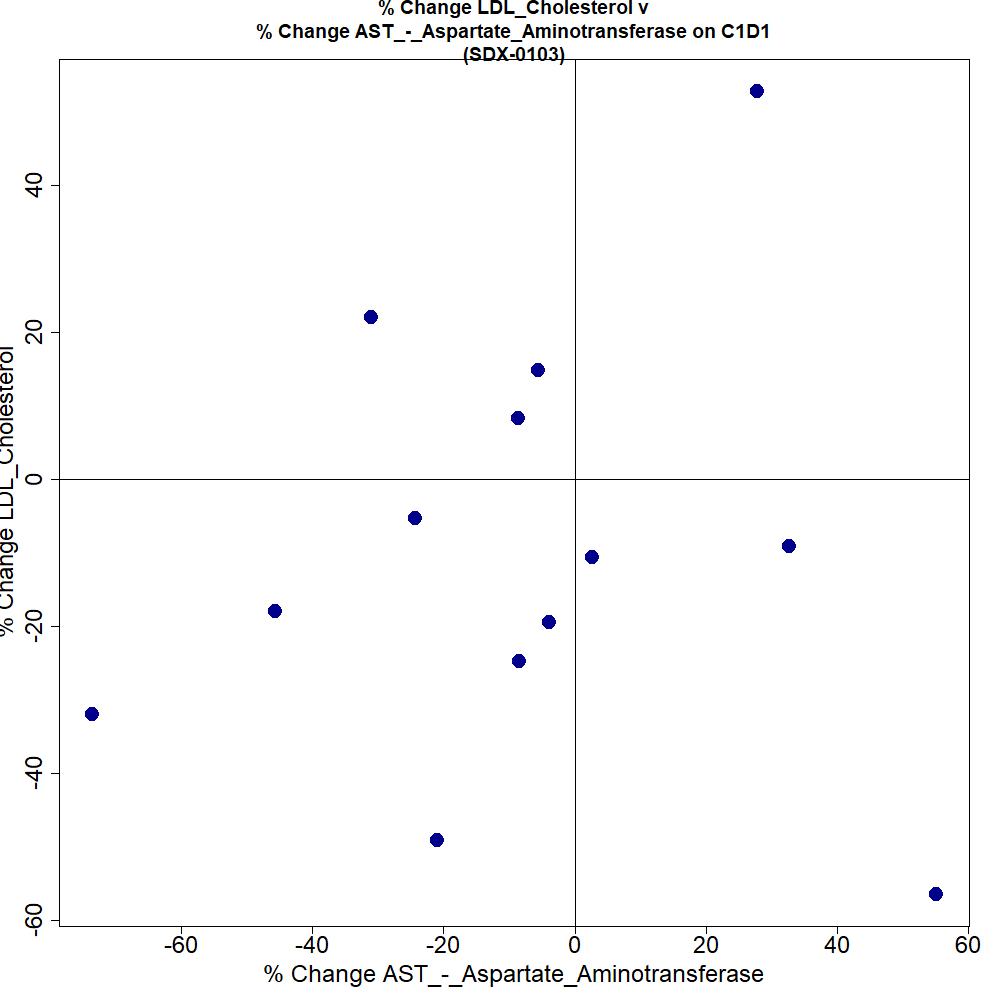 % Change LDL_Cholesterol v
% Change AST_-_Aspartate_Aminotransferase on C1D1
(SDX-0103)
% Change LDL_Cholesterol
40
20
0
-20
-40
-60
-60
-40
-20
0
20
40
60
% Change AST_-_Aspartate_Aminotransferase